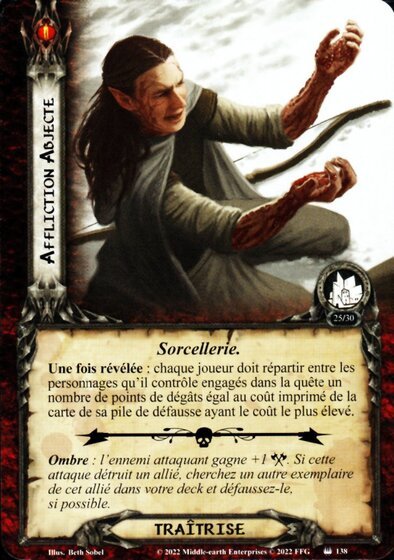 AFFLICTION ABJECTE
25/30
Sorcellerie.
Une fois révélée : chaque joueur doit répartir entre les
personnages qu'il contrôle engagés dans la quête un
nombre de points de dégâts égal au coût imprimé de la
carte de sa pile de défausse ayant le coût le plus élevé.
Ombre : l'ennemi attaquant gagne +1 . Si cette
attaque détruit un allié, cherchez un autre exemplaire
de cet allié dans votre deck et défaussez-le,
si possible.
TRAÎTRISE
Illus. Beth Sobel © 2022 Middle-earth Enterprises © 2022 FFG 138